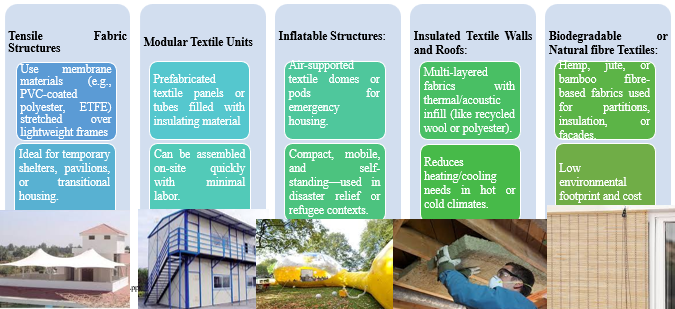 Tensile Fabric
Structures
Use membrane
materials (e.g.,
PVC-coated
polyester, ETFE)
stretched over
lightweight frames
Ideal for temporary
shelters, pavilions,
or transitional
housing.
Modular Textile Units
Prefabricated
textile panels or
tubes filled with
insulating material
Can be assembled
on-site quickly
with minimal
labor.
Inflatable Structures:
Air-supported
textile domes or
pods for
emergency
housing.
Compact, mobile,
and self-
standing—used in
disaster relief or
refugee contexts.
Insulated Textile Walls
and Roofs:
Multi-layered
fabrics with
thermal/acoustic
infill (like recycled
wool or polyester).
Reduces
heating/cooling
needs in hot or
cold climates.
Biodegradable or
Natural fibre Textiles:
Hemp, jute, or
bamboo fibre-
based fabrics used
for partitions,
insulation, or
facades.
Low
environmental
footprint and cost